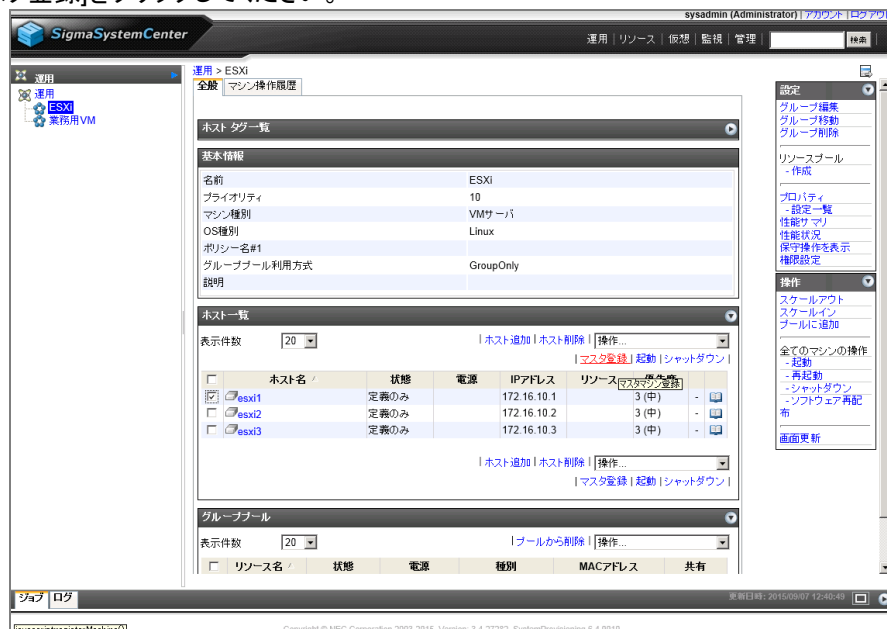 登録]をクリックしてください。
sysadmin (Administrator) | アカウント | ログアウ
SigmaSystemCenter
運用 | リソース | 仮想 | 監視 | 管理 | 検索 |
運用
運用
ESXi
業務用VM
運用 > ESXi
全般 マシン操作履歴
ホスト タグ一覧
基本情報
名前 ESXi
プライオリティ 10
マシン種別 VMサーバ
OS種別 Linux
ポリシー名#1
グループプール利用方式 GroupOnly
説明
ホスト一覧
表示件数 20 | ホスト追加 | ホスト削除 | 操作...
| マスタ登録 | 起動 | シャットダウン |
ホスト名 状態 電源 IPアドレス リソース 優先度
マスタマシン登録
esxi1 定義のみ 172.16.10.1 3 (中) -
esxi2 定義のみ 172.16.10.2 3 (中) -
esxi3 定義のみ 172.16.10.3 3 (中) -
| ホスト追加 | ホスト削除 | 操作...
| マスタ登録 | 起動 | シャットダウン |
グループプール
表示件数 20 | プールから削除 | 操作...
リソース名 状態 電源 種別 MACアドレス 共有
設定
グループ編集
グループ移動
グループ削除
リソースプール
- 作成
プロパティ
- 設定一覧
性能サマリ
性能状況
保守操作を表示
権限設定
操作
スケールアウト
スケールイン
プールに追加
全てのマシンの操作
- 起動
- 再起動
- シャットダウン
- ソフトウェア再配
布
画面更新
ジョブ ログ
更新日時: 2015/09/07 12:40:49